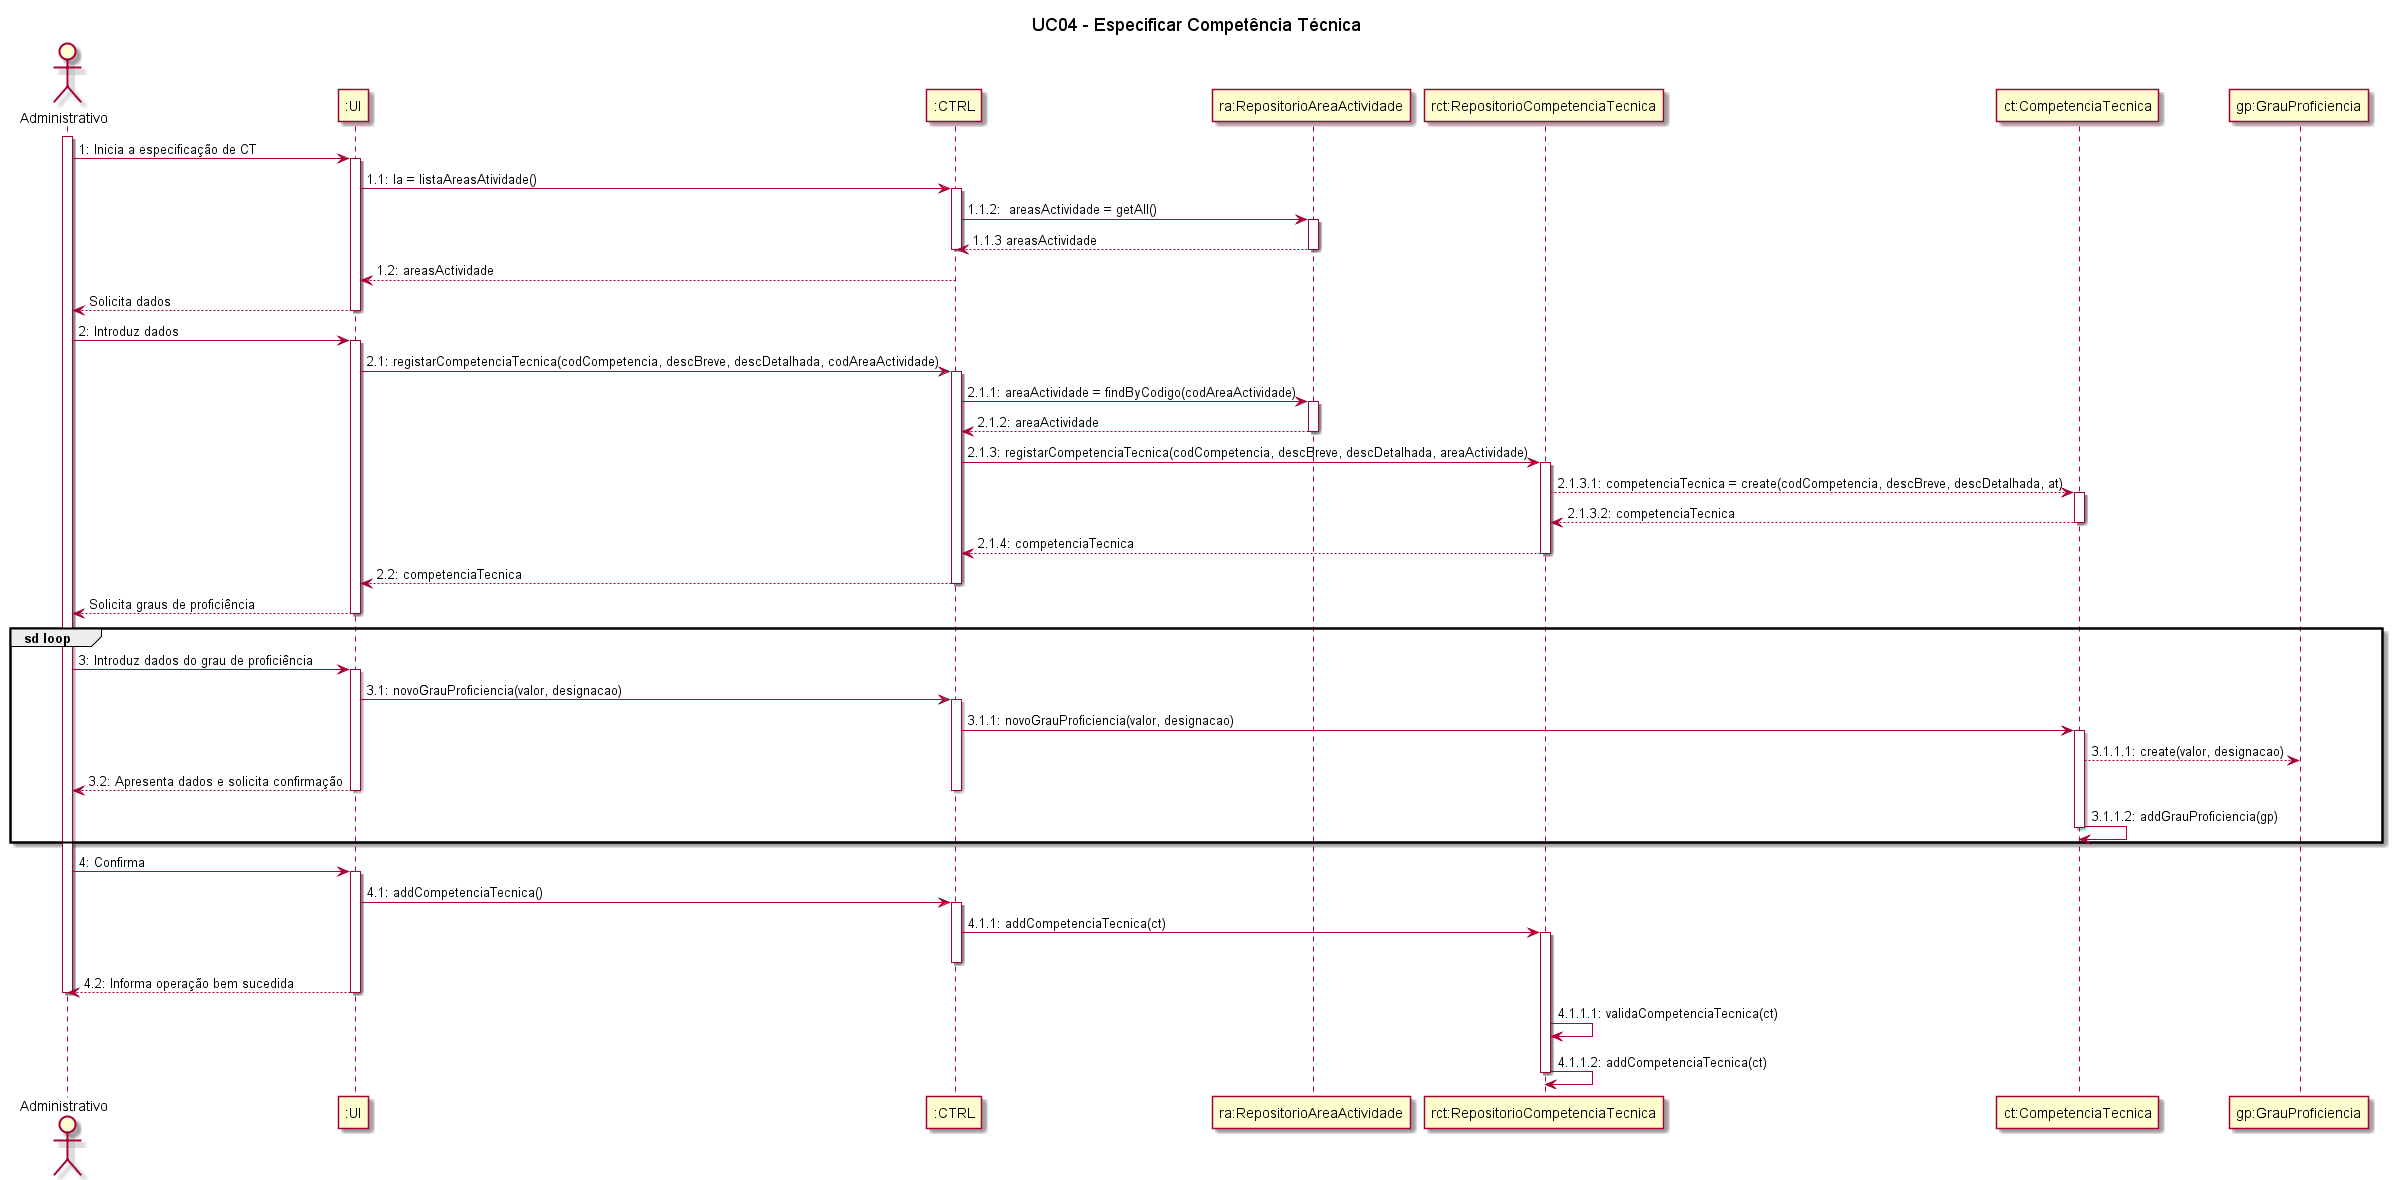 UC04 - Especificar Competência Técnica
Administrativo
:UI
:CTRL
ra:RepositorioAreaActividade
rct:RepositorioCompetenciaTecnica
ct:CompetenciaTecnica
gp:GrauProficiencia
1: Inicia a especificação de CT
1.1: la = listaAreasAtividade()
1.1.2:  areasActividade = getAll()
1.1.3 areasActividade
1.2: areasActividade
Solicita dados
2: Introduz dados
2.1: registarCompetenciaTecnica(codCompetencia, descBreve, descDetalhada, codAreaActividade)
2.1.1: areaActividade = findByCodigo(codAreaActividade)
2.1.2: areaActividade
2.1.3: registarCompetenciaTecnica(codCompetencia, descBreve, descDetalhada, areaActividade)
2.1.3.1: competenciaTecnica = create(codCompetencia, descBreve, descDetalhada, at)
2.1.3.2: competenciaTecnica
2.1.4: competenciaTecnica
2.2: competenciaTecnica
Solicita graus de proficiência
sd loop
3: Introduz dados do grau de proficiência
3.1: novoGrauProficiencia(valor, designacao)
3.1.1: novoGrauProficiencia(valor, designacao)
3.1.1.1: create(valor, designacao)
3.2: Apresenta dados e solicita confirmação
3.1.1.2: addGrauProficiencia(gp)
4: Confirma
4.1: addCompetenciaTecnica()
4.1.1: addCompetenciaTecnica(ct)
4.2: Informa operação bem sucedida
4.1.1.1: validaCompetenciaTecnica(ct)
4.1.1.2: addCompetenciaTecnica(ct)
Administrativo
:UI
:CTRL
ra:RepositorioAreaActividade
rct:RepositorioCompetenciaTecnica
ct:CompetenciaTecnica
gp:GrauProficiencia